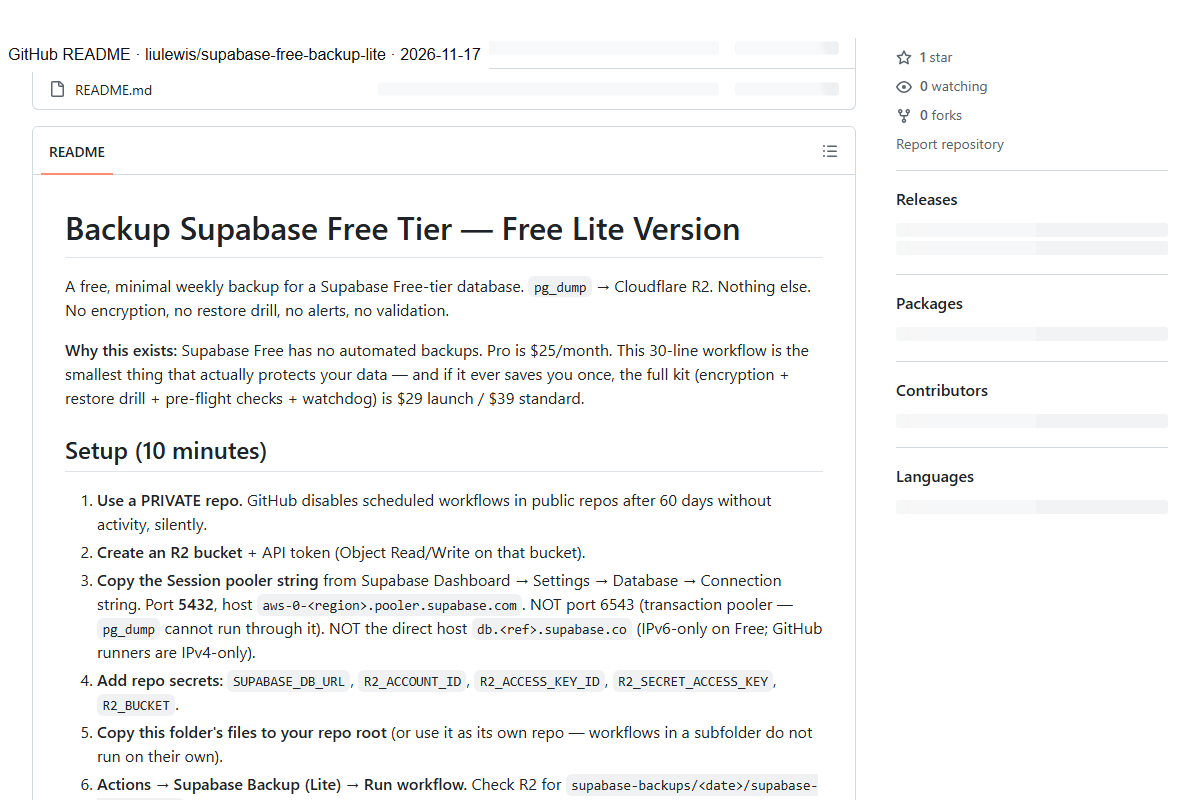 GitHub README · liulewis/supabase-free-backup-lite · 2026-11-17
README.md
1 star
0 watching
0 forks
Report repository
README
Releases
Packages
Contributors
Languages
Backup Supabase Free Tier — Free Lite Version
A free, minimal weekly backup for a Supabase Free-tier database. pg_dump → Cloudflare R2. Nothing else.
No encryption, no restore drill, no alerts, no validation.
Why this exists: Supabase Free has no automated backups. Pro is $25/month. This 30-line workflow is the
smallest thing that actually protects your data — and if it ever saves you once, the full kit (encryption +
restore drill + pre-flight checks + watchdog) is $29 launch / $39 standard.
Setup (10 minutes)
1. Use a PRIVATE repo. GitHub disables scheduled workflows in public repos after 60 days without
activity, silently.
2. Create an R2 bucket + API token (Object Read/Write on that bucket).
3. Copy the Session pooler string from Supabase Dashboard → Settings → Database → Connection
string. Port 5432, host aws-0-<region>.pooler.supabase.com. NOT port 6543 (transaction pooler —
pg_dump cannot run through it). NOT the direct host db.<ref>.supabase.co (IPv6-only on Free; GitHub
runners are IPv4-only).
4. Add repo secrets: SUPABASE_DB_URL, R2_ACCOUNT_ID, R2_ACCESS_KEY_ID, R2_SECRET_ACCESS_KEY,
R2_BUCKET.
5. Copy this folder's files to your repo root (or use it as its own repo — workflows in a subfolder do not
run on their own).
6. Actions → Supabase Backup (Lite) → Run workflow. Check R2 for supabase-backups/<date>/supabase-